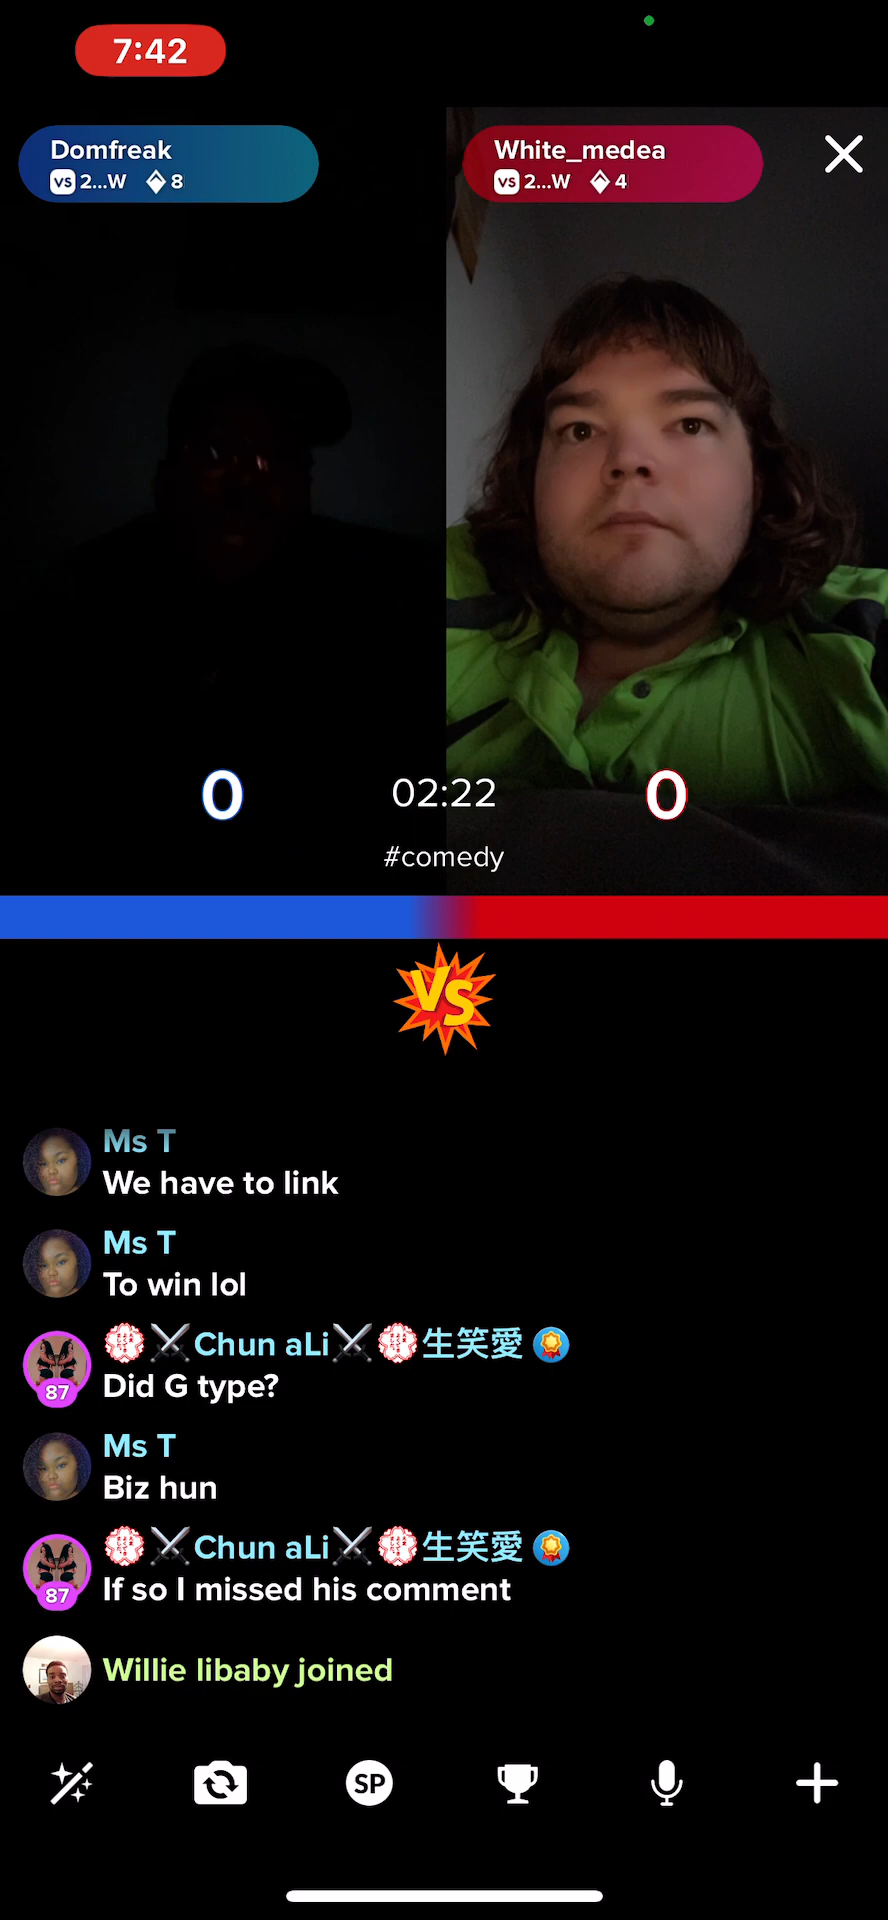 7:42
Domfreak
VS 2...W 8
White_medea
VS 2...W 4
0
02:22
0
#comedy
VS
Ms T
We have to link
Ms T
To win lol
💮⚔Chun aLi⚔💮生笑愛
Did G type?
87
Ms T
Biz hun
💮⚔Chun aLi⚔💮生笑愛
If so I missed his comment
87
Willie libaby joined
SP